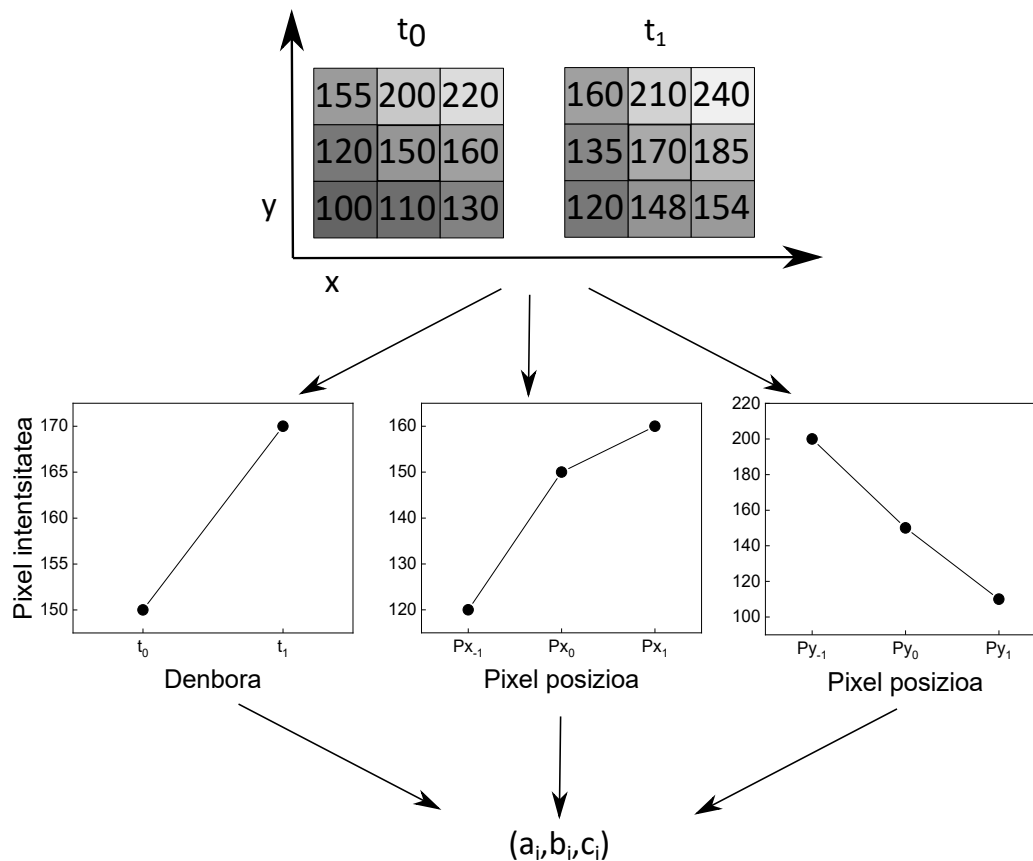 t0 t1
155 200 220 160 210 240
120 150 160 135 170 185
y 100 110 130 120 148 154
x
Pixel intentsitatea
170
165
160
155
150
t0 t1
Denbora
160
150
140
130
120
Px-1 Px0 Px1
Pixel posizioa
220
200
180
160
140
120
100
Py-1 Py0 Py1
Pixel posizioa
(ai,bi,ci)